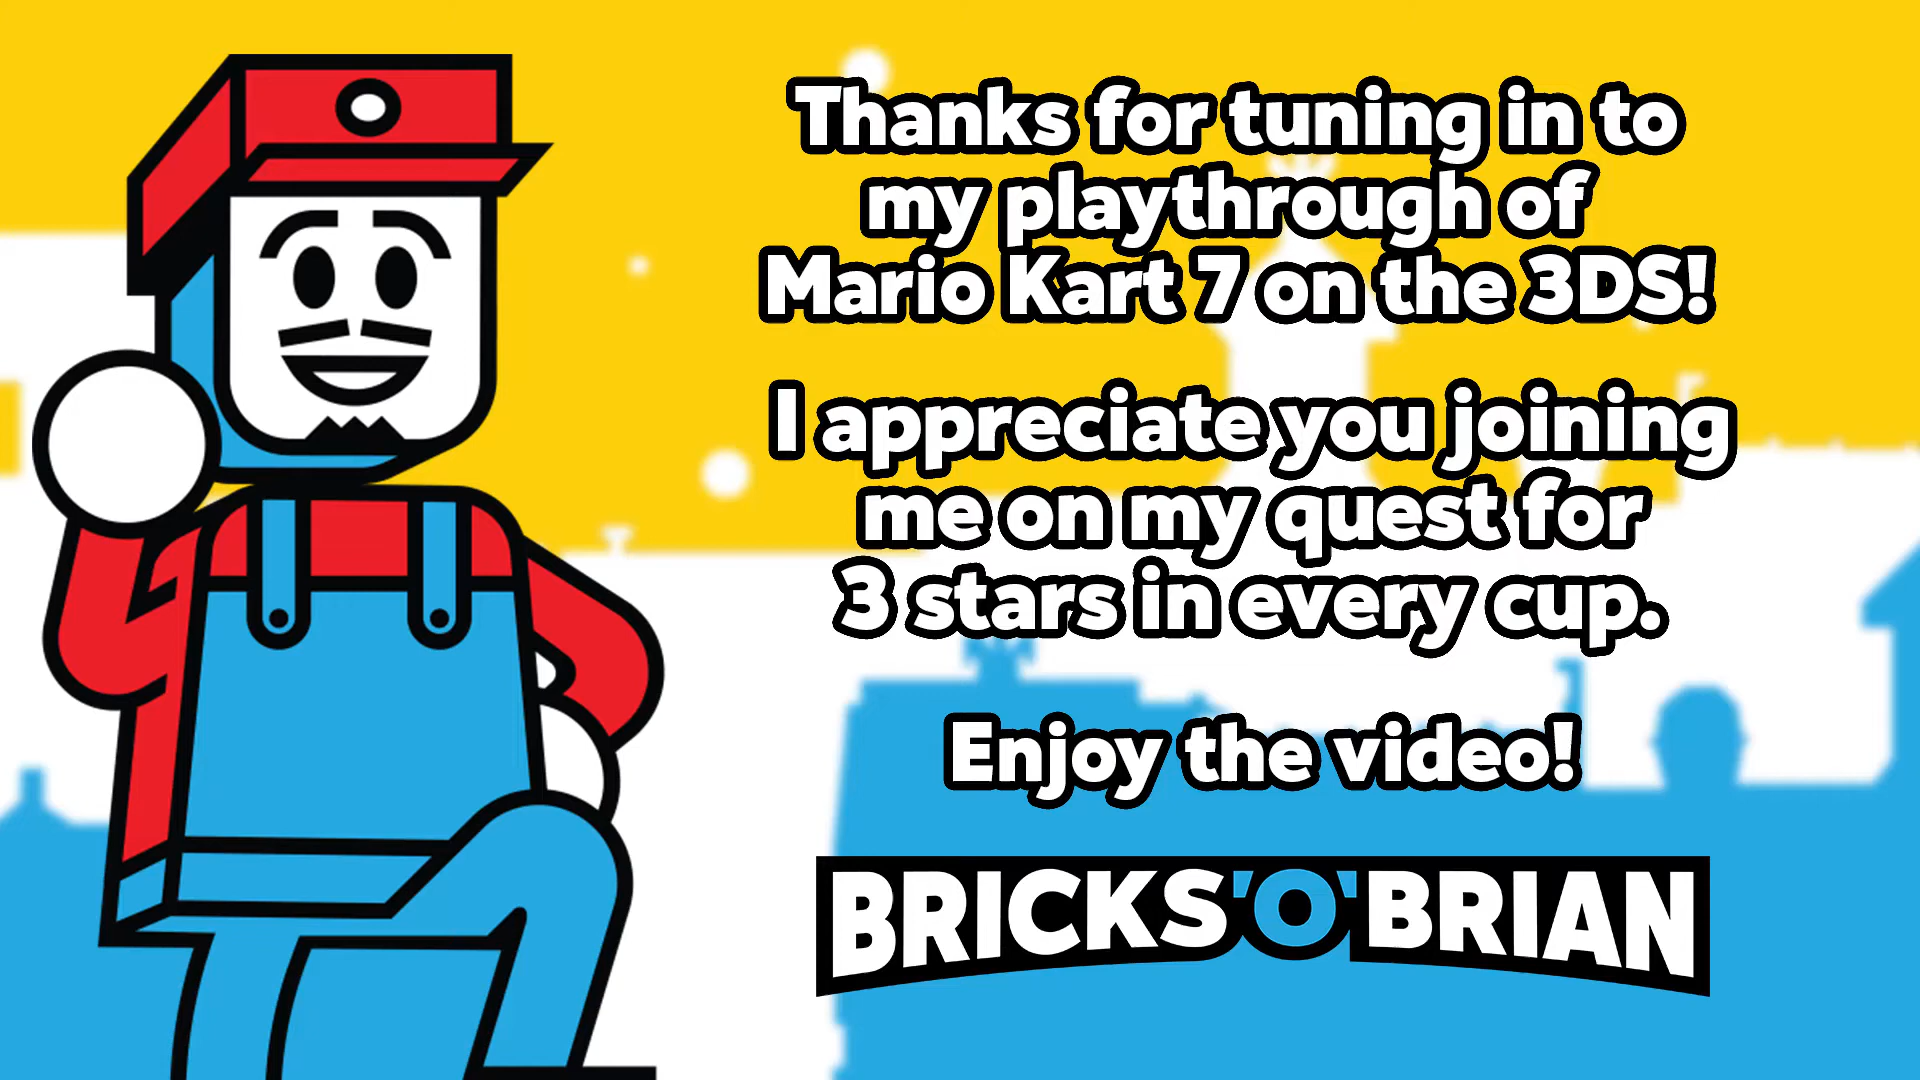 Thanks for tuning in to
my playthrough of
Mario Kart 7 on the 3DS!
I appreciate you joining
me on my quest for
3 stars in every cup.
Enjoy the video!
BRICKS'O'BRIAN